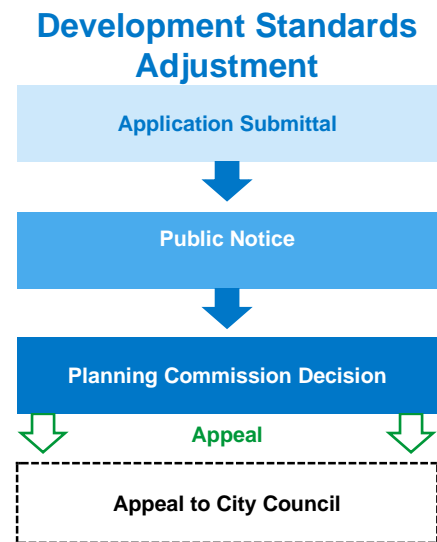 Development Standards
Adjustment
Application Submittal
Public Notice
Planning Commission Decision
Appeal
Appeal to City Council